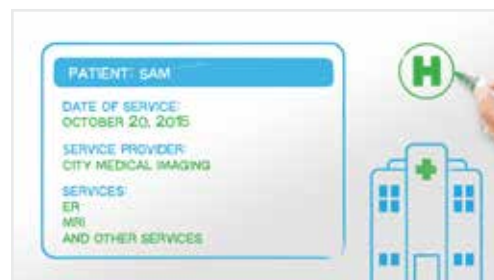 PATIENT: SAM
DATE OF SERVICE:
OCTOBER 20, 2015
SERVICE PROVIDER:
CITY MEDICAL IMAGING
SERVICES:
ER
MRI
AND OTHER SERVICES
H